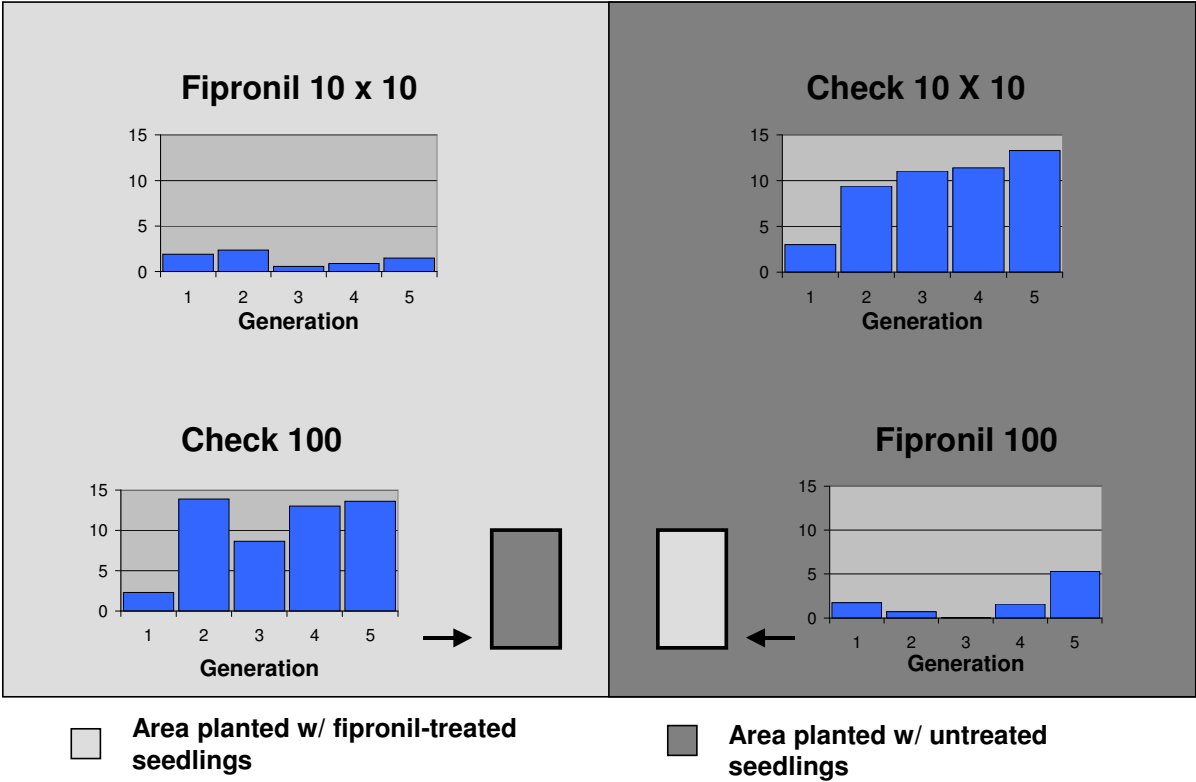 Fipronil 10 x 10
15
10
5
0
1 2 3 4 5
Generation
Check 10 X 10
15
10
5
0
1 2 3 4 5
Generation
Check 100
15
10
5
0
1 2 3 4 5
Generation
Fipronil 100
15
10
5
0
1 2 3 4 5
Generation
Area planted w/ fipronil-treated
seedlings
Area planted w/ untreated
seedlings